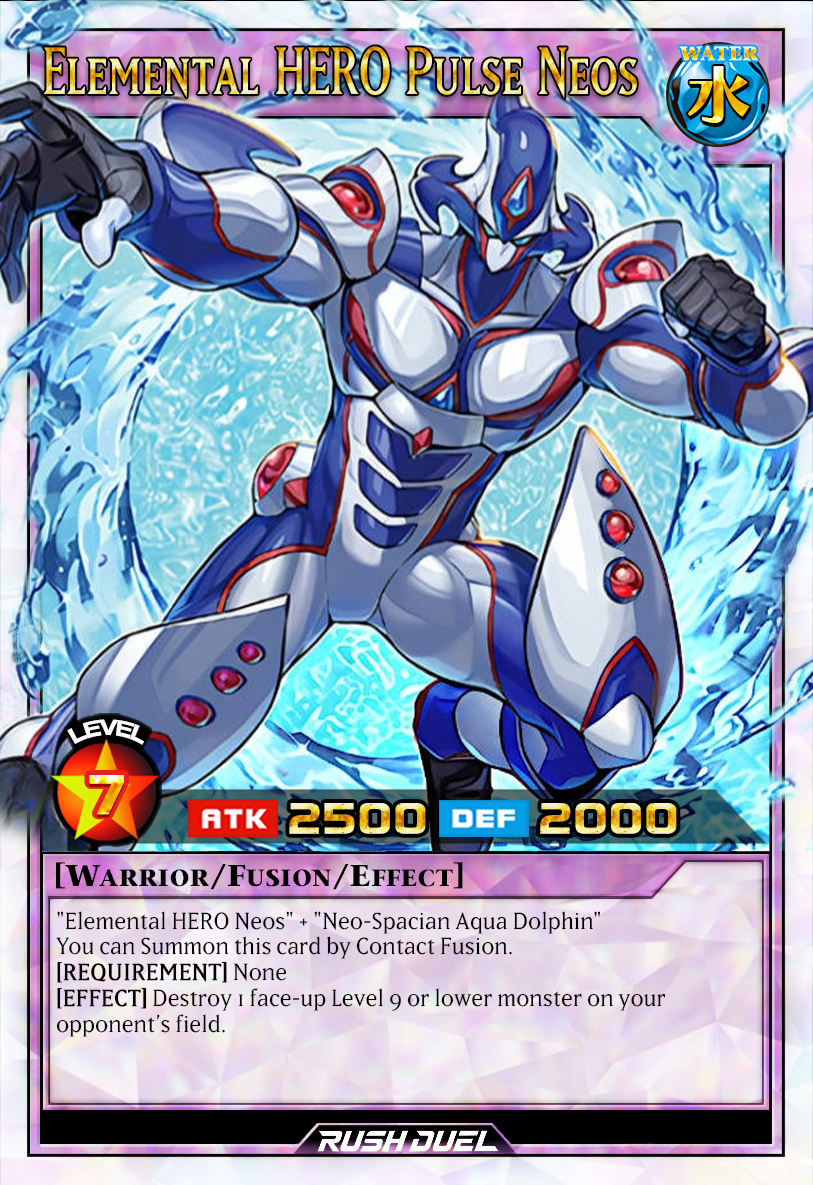 Elemental HERO Pulse Neos
WATER
水
LEVEL
7
ATK 2500 DEF 2000
[Warrior/Fusion/Effect]
"Elemental HERO Neos" + "Neo-Spacian Aqua Dolphin"
You can Summon this card by Contact Fusion.
[REQUIREMENT] None
[EFFECT] Destroy 1 face-up Level 9 or lower monster on your
opponent's field.
RUSH DUEL